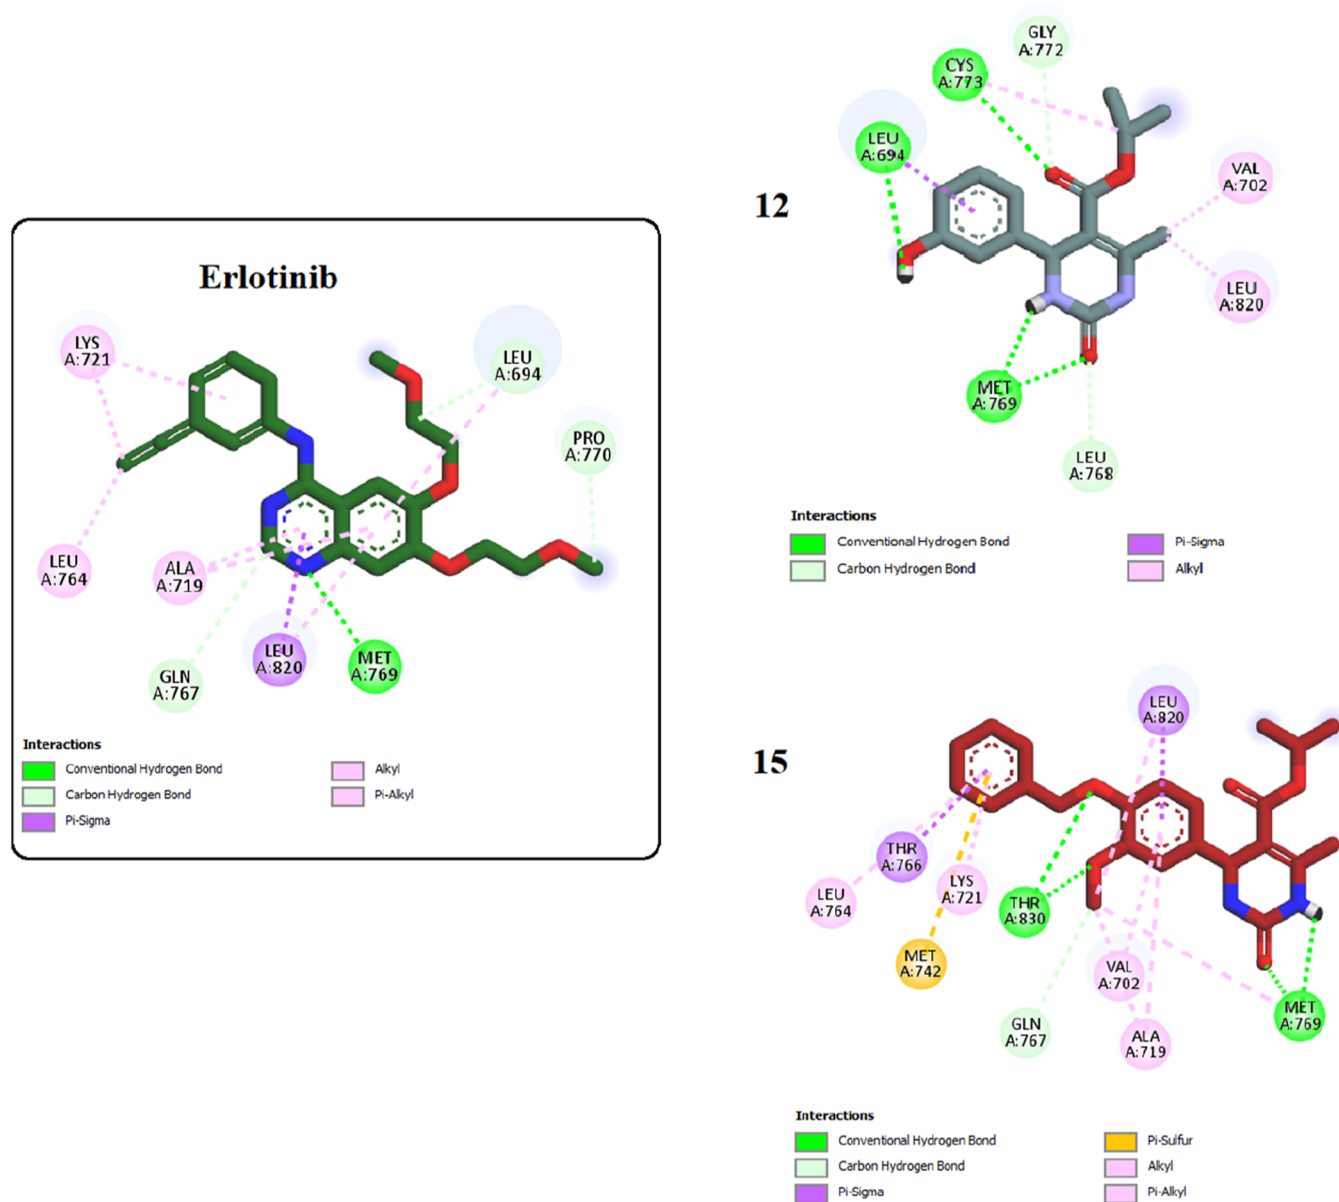 Erlotinib
LYS
A:721
LEU
A:694
PRO
A:770
LEU
A:764
ALA
A:719
GLN
A:767
LEU
A:820
MET
A:769
Interactions
Conventional Hydrogen Bond
Carbon Hydrogen Bond
Pi-Sigma
Alkyl
Pi-Alkyl
12
GLY
A:772
CYS
A:773
LEU
A:694
VAL
A:702
LEU
A:820
MET
A:769
LEU
A:768
Interactions
Conventional Hydrogen Bond
Carbon Hydrogen Bond
Pi-Sigma
Alkyl
15
LEU
A:820
THR
A:766
LEU
A:764
LYS
A:721
THR
A:830
MET
A:742
VAL
A:702
GLN
A:767
ALA
A:719
MET
A:769
Interactions
Conventional Hydrogen Bond
Carbon Hydrogen Bond
Pi-Sigma
Pi-Sulfur
Alkyl
Pi-Alkyl